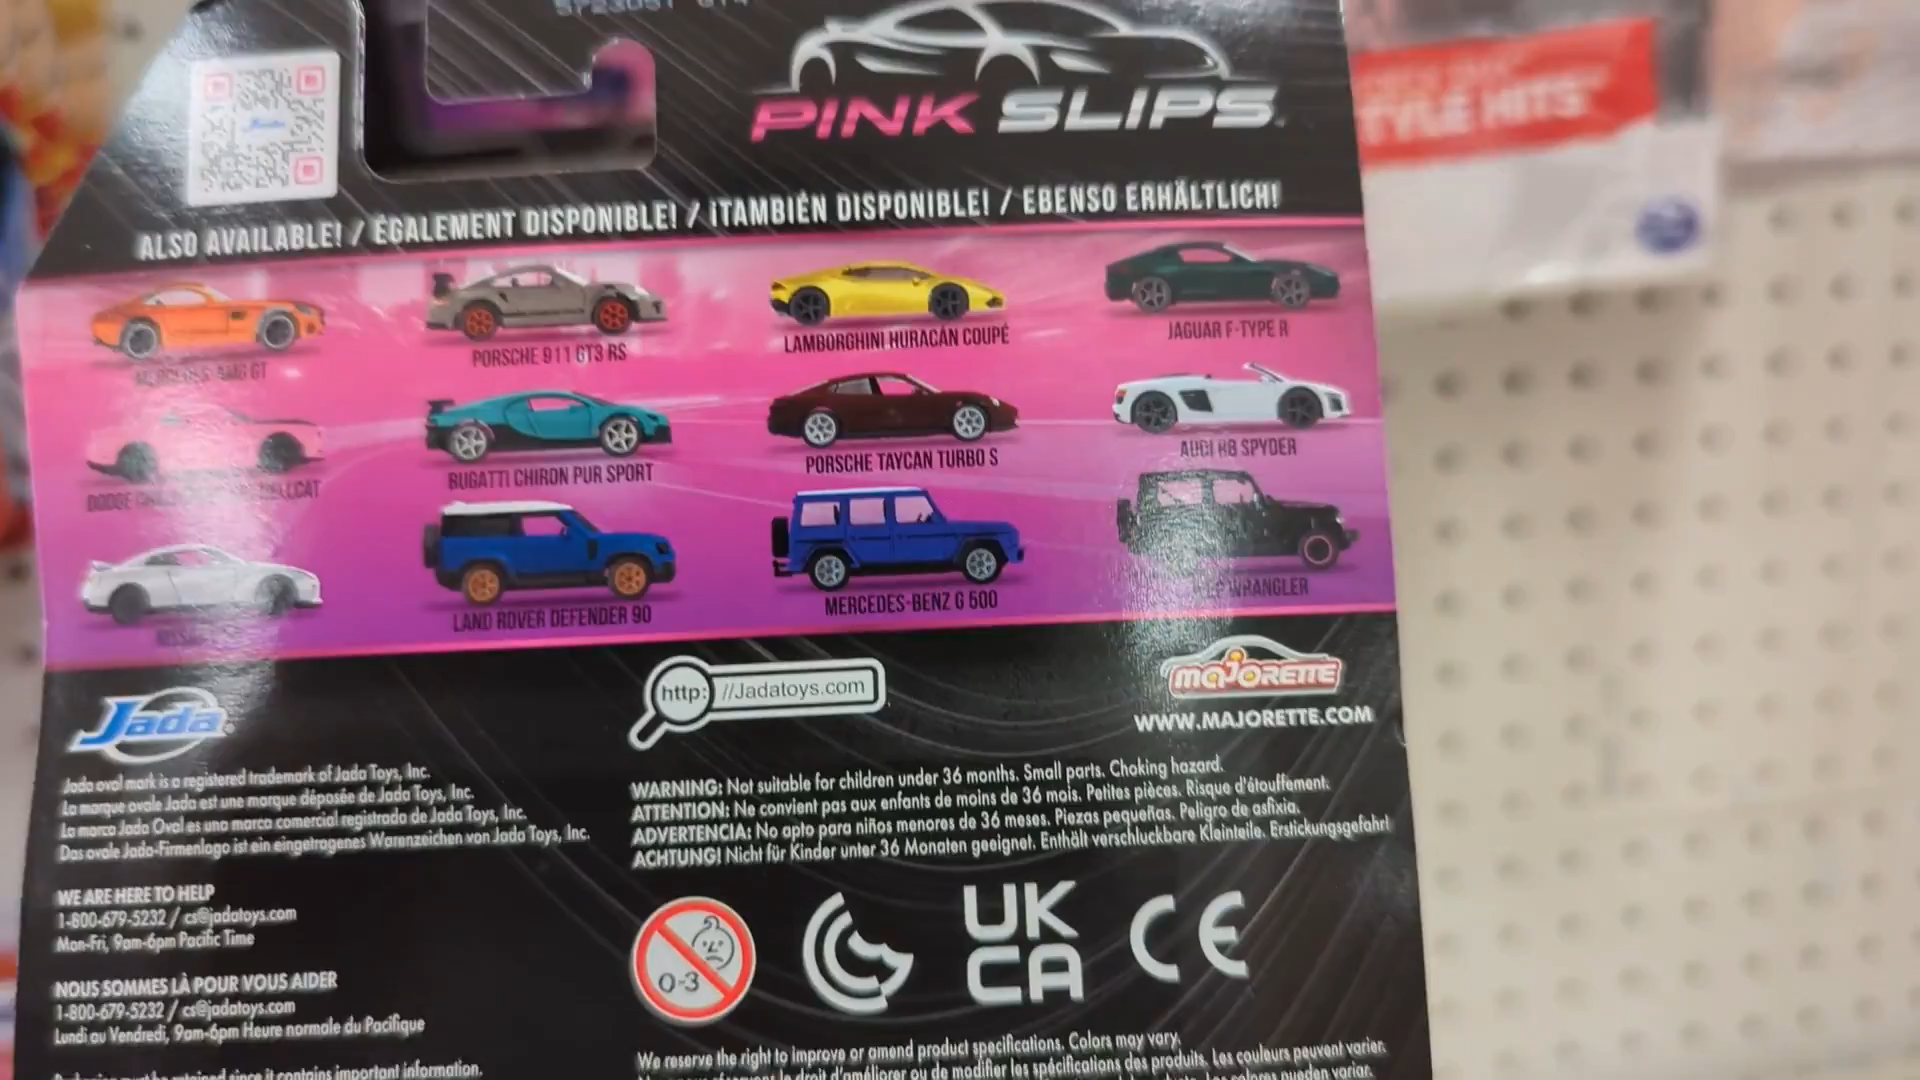 PINK SLIPS
ALSO AVAILABLE! / ÉGALEMENT DISPONIBLE! / ¡TAMBIÉN DISPONIBLE! / EBENSO ERHÄLTLICH!
TYLE HITS
AMG GT
PORSCHE 911 GT3 RS
LAMBORGHINI HURACÁN COUPÉ
JAGUAR F-TYPE R
DODGE HELLCAT
BUGATTI CHIRON PUR SPORT
PORSCHE TAYCAN TURBO S
AUDI R8 SPYDER
LAND ROVER DEFENDER 90
MERCEDES-BENZ G 500
WRANGLER
Jada
http: //Jadatoys.com
MAJORETTE
WWW.MAJORETTE.COM
Jada oval mark is a registered trademark of Jada Toys, Inc.
La marque ovale Jada est une marque déposée de Jada Toys, Inc.
La marca Jada Oval es una marca comercial registrada de Jada Toys, Inc.
Das ovale Jada-Firmenlogo ist ein eingetragenes Warenzeichen von Jada Toys, Inc.
WE ARE HERE TO HELP
1-800-679-5232 / cs@jadatoys.com
Mon-Fri, 9am-6pm Pacific Time
NOUS SOMMES LÀ POUR VOUS AIDER
1-800-679-5232 / cs@jadatoys.com
Lundi au Vendredi, 9am-6pm Heure normale du Pacifique
since it contains important information.
WARNING: Not suitable for children under 36 months. Small parts. Choking hazard.
ATTENTION: Ne convient pas aux enfants de moins de 36 mois. Petites pièces. Risque d'étouffement.
ADVERTENCIA: No apto para niños menores de 36 meses. Piezas pequeñas. Peligro de asfixia.
ACHTUNG! Nicht für Kinder unter 36 Monaten geeignet. Enthält verschluckbare Kleinteile. Erstickungsgefahr!
0-3
UK
CA
CE
We reserve the right to improve or amend product specifications. Colors may vary.
le droit d'améliorer ou de modifier les spécifications des produits. Les couleurs peuvent varier.